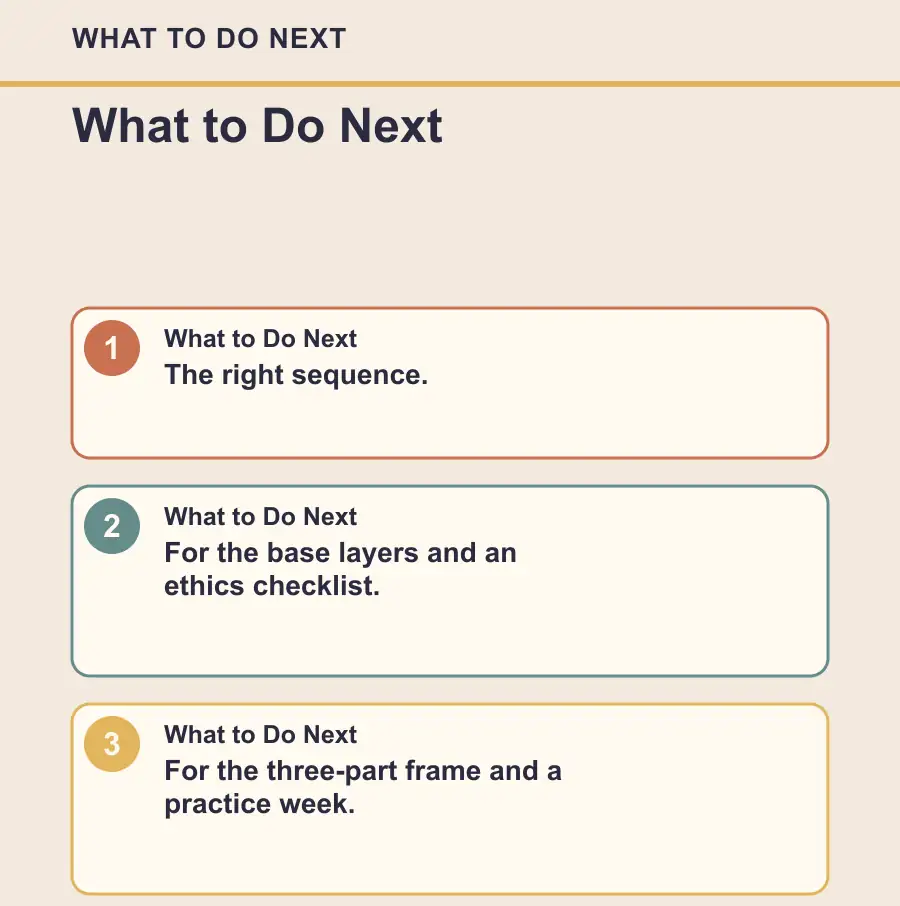 WHAT TO DO NEXT
What to Do Next
1
What to Do Next
The right sequence.
2
What to Do Next
For the base layers and an
ethics checklist.
3
What to Do Next
For the three-part frame and a
practice week.